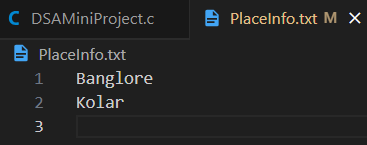 DSAMiniProject.c
PlaceInfo.txt M
PlaceInfo.txt
1 Banglore
2 Kolar
3